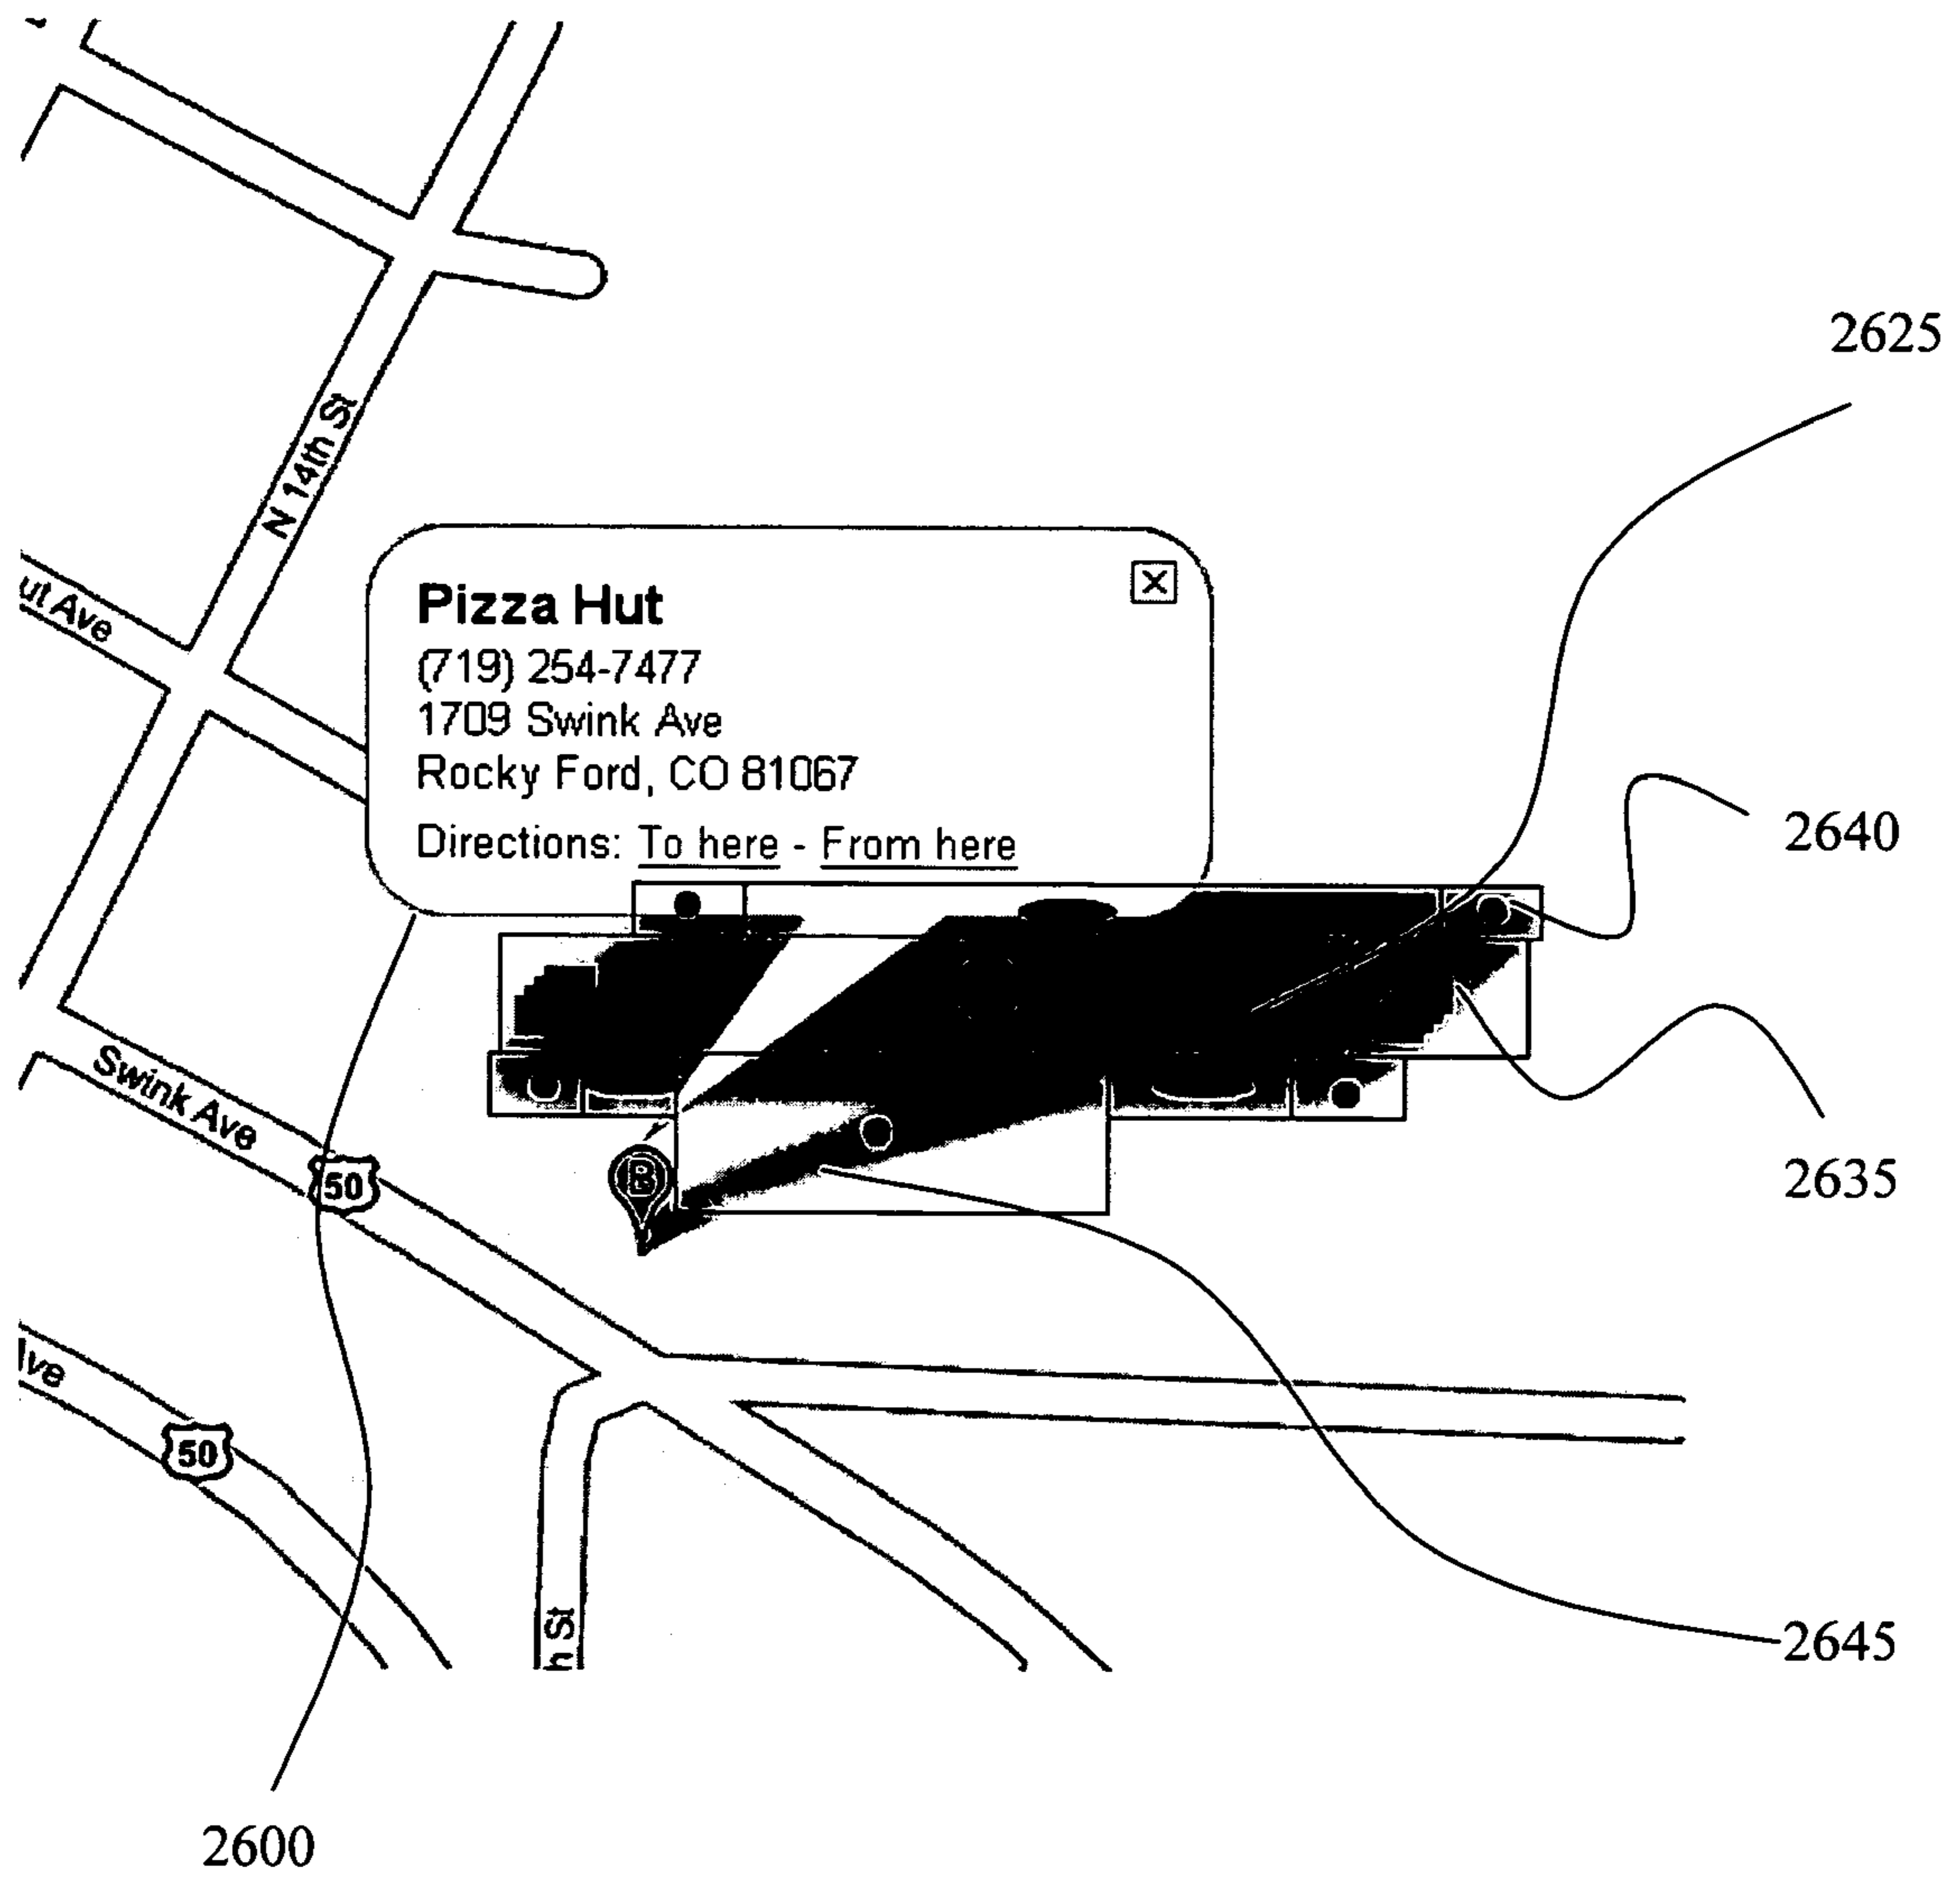 2625
N 14th St
Pizza Hut
X
(719) 254-7477
ut Ave
1709 Swink Ave
Rocky Ford, CO 81067
2640
Directions: To here - From here
Swink Ave
50
B
2635
ve
50
h St
2645
2600